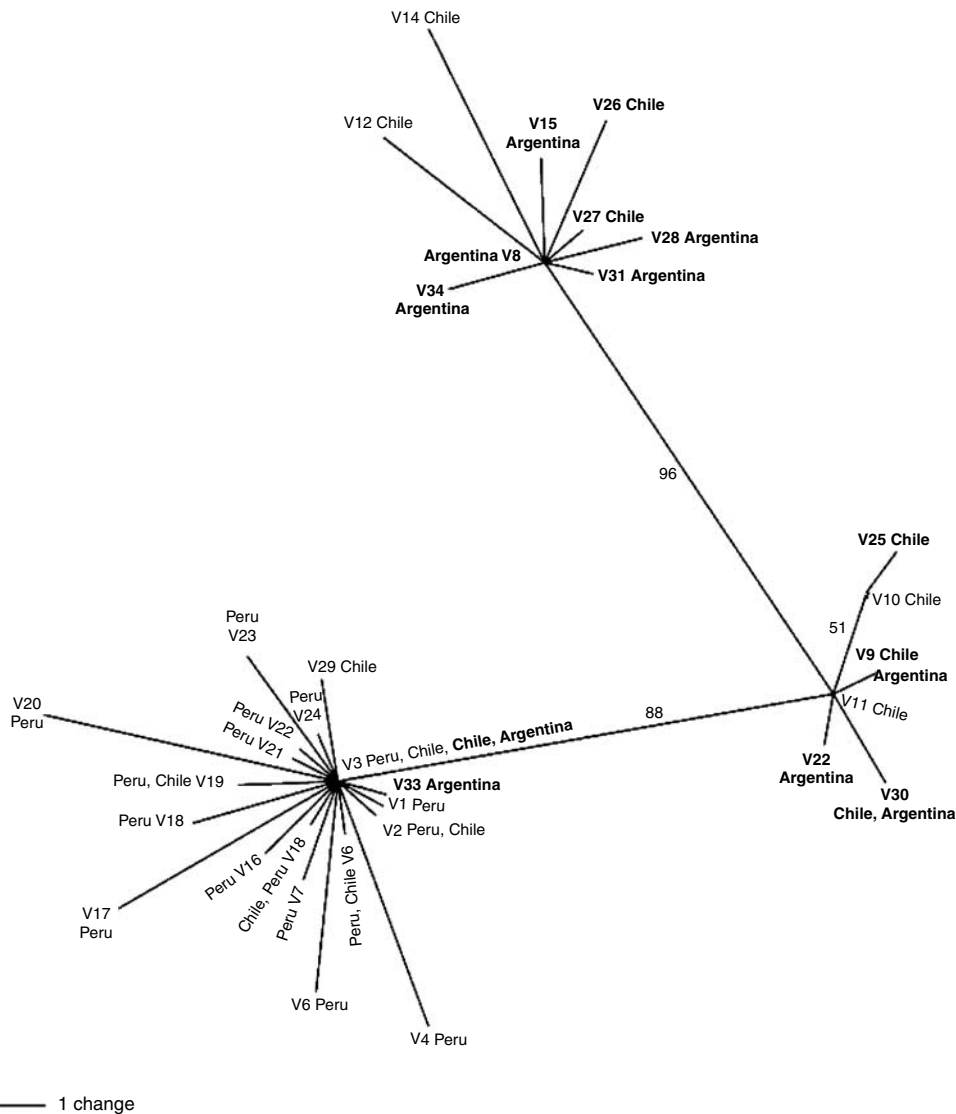 V14 Chile
V26 Chile
V12 Chile
V15
Argentina
V27 Chile
V28 Argentina
Argentina V8
V31 Argentina
V34
Argentina
96
V25 Chile
V10 Chile
51
V9 Chile
Argentina
V11 Chile
88
V22
Argentina
V30
Chile, Argentina
Peru
V23
V29 Chile
Peru
V24
V20
Peru
Peru V22
Peru V21
V3 Peru, Chile, Chile, Argentina
Peru, Chile V19
V33 Argentina
V1 Peru
V2 Peru, Chile
Peru V18
Peru V16
Chile, Peru V18
Peru V7
Peru, Chile V6
V17
Peru
V6 Peru
V4 Peru
1 change